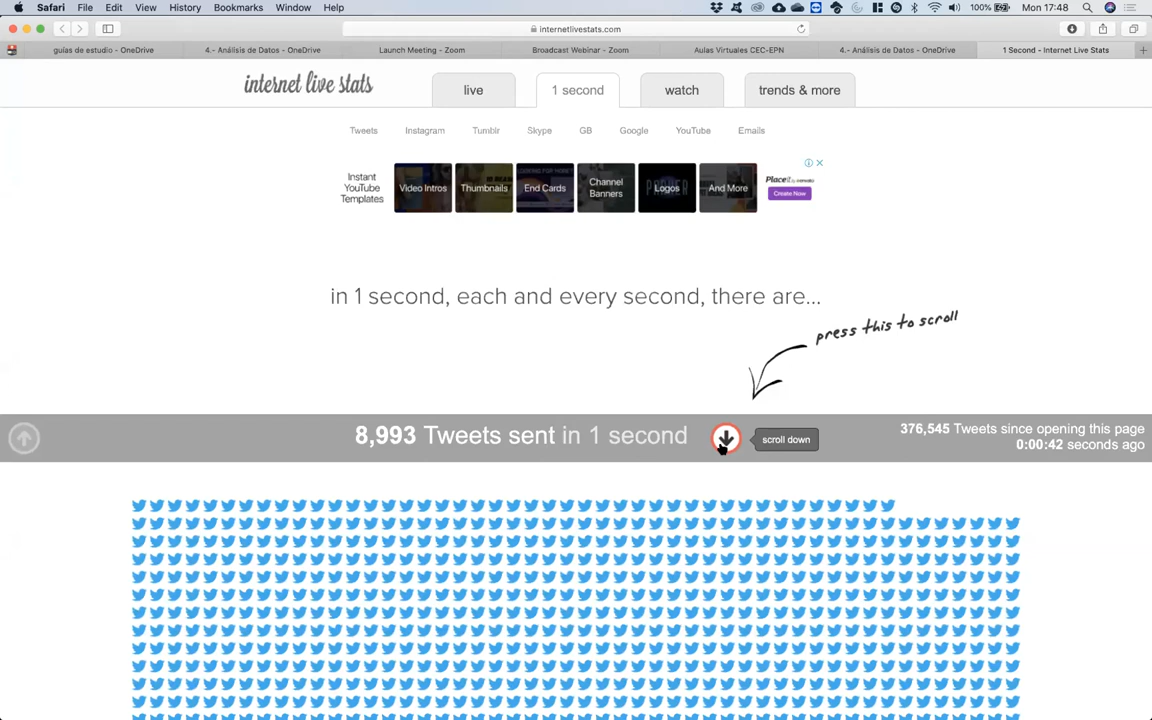 Safari File Edit View History Bookmarks Window Help 100% Mon 17:48
internetlivestats.com
guías de estudio - OneDrive 4.- Análisis de Datos - OneDrive Launch Meeting - Zoom Broadcast Webinar - Zoom Aulas Virtuales CEC-EPN 4.- Análisis de Datos - OneDrive 1 Second - Internet Live Stats
internet live stats live 1 second watch trends & more
Tweets Instagram Tumblr Skype GB Google YouTube Emails
Instant
YouTube
Templates
Video Intros Thumbnails End Cards Channel
Banners Logos And More
Create Now
in 1 second, each and every second, there are...
press this to scroll
8,993 Tweets sent in 1 second
scroll down
376,545 Tweets since opening this page
0:00:42 seconds ago